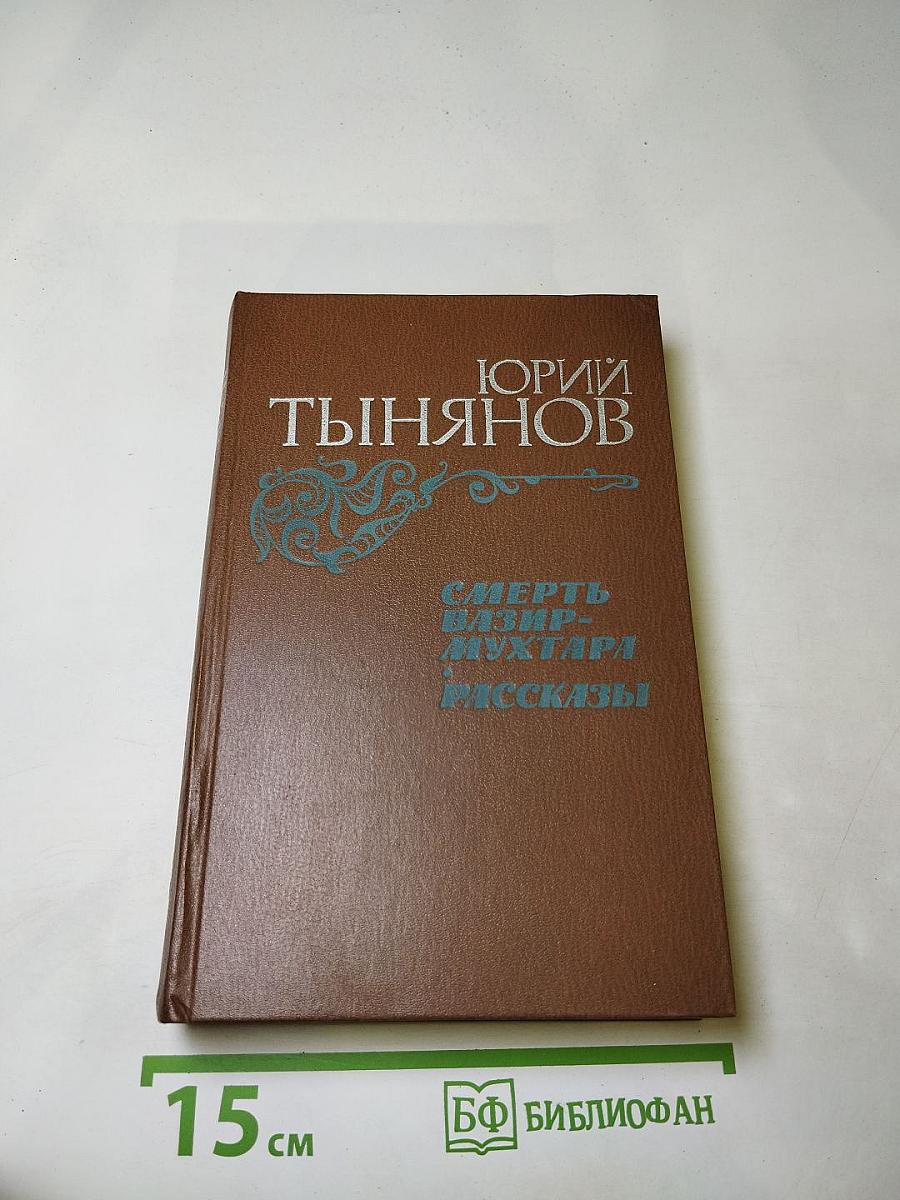 ЮРИЙ
ТЫНЯНОВ
СМЕРТЬ
ВАЗИР-
МУХТАРА
РАССКАЗЫ
15 см
БФ БИБЛИОФАН